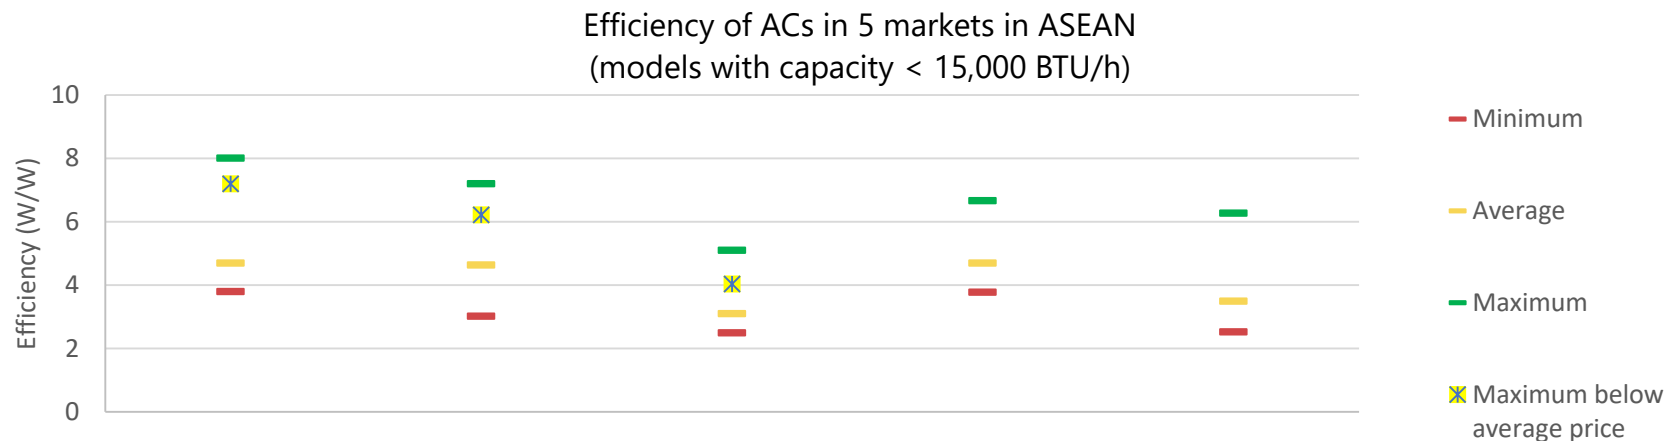 Efficiency of ACs in 5 markets in ASEAN
(models with capacity < 15,000 BTU/h)
Efficiency (W/W)
10
8
6
4
2
0
Minimum
Average
Maximum
Maximum below
average price